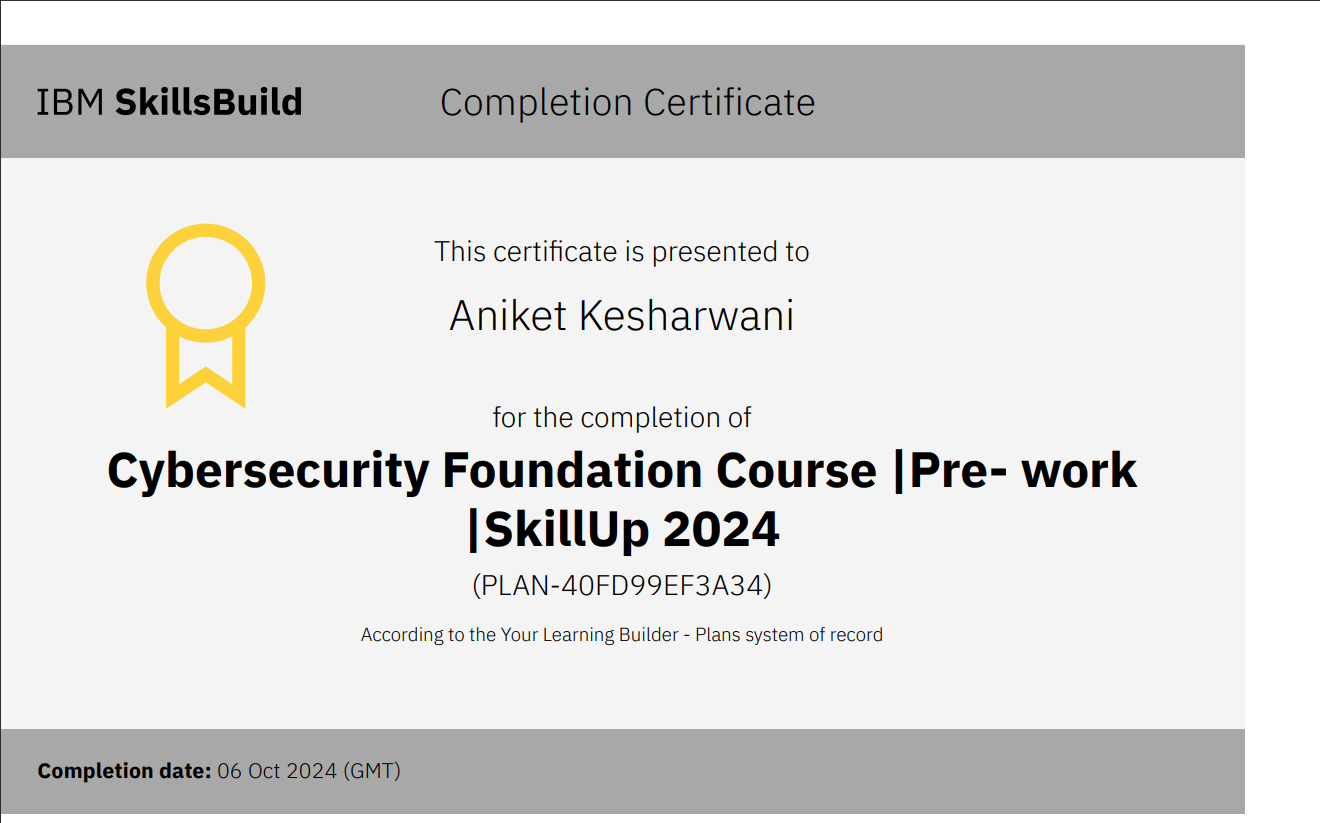 IBM SkillsBuild
Completion Certificate
This certificate is presented to
Aniket Kesharwani
for the completion of
Cybersecurity Foundation Course |Pre- work
|SkillUp 2024
(PLAN-40FD99EF3A34)
According to the Your Learning Builder - Plans system of record
Completion date: 06 Oct 2024 (GMT)